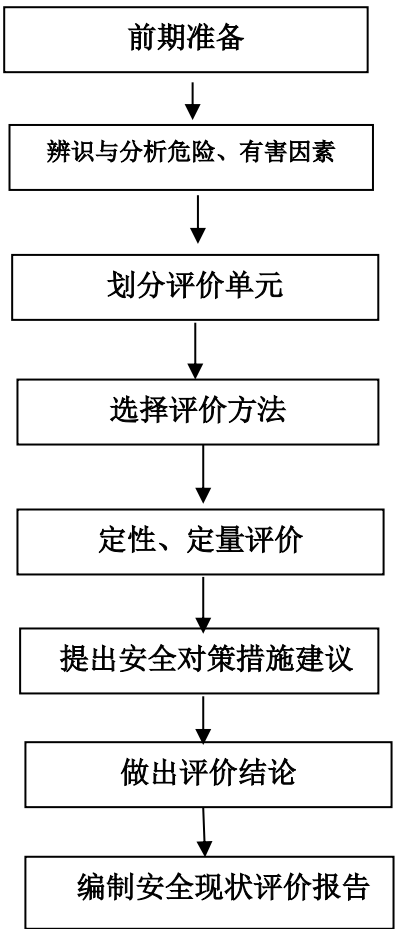 前期准备
辨识与分析危险、有害因素
划分评价单元
选择评价方法
定性、定量评价
提出安全对策措施建议
做出评价结论
编制安全现状评价报告